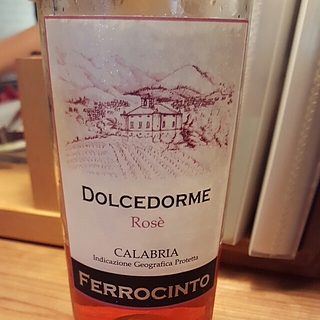 DOLCEDORME
Rosè
CALABRIA
Indicazione Geografica Protetta
FERROCINTO